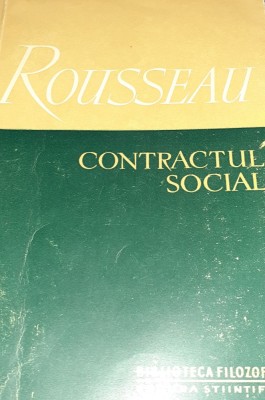 ROUSSEAU
CONTRACTUL
SOCIAL
BIBLIOTECA FILOZOF
EDITURA ȘTIINȚIF